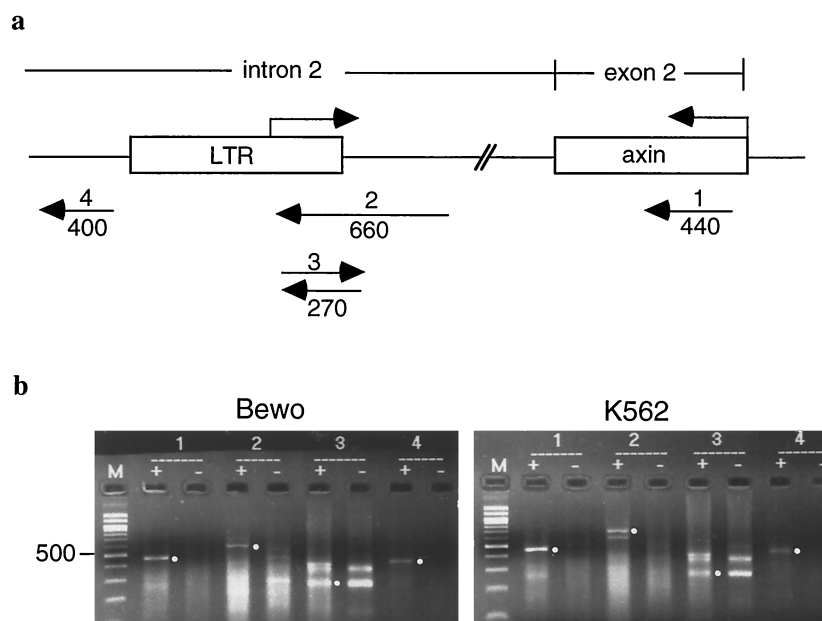 a
intron 2
exon 2
LTR
axin
4
400
2
660
1
440
3
270
b
Bewo
K562
1 2 3 4
M + - + - + - + -
1 2 3 4
M + - + - + - +
500